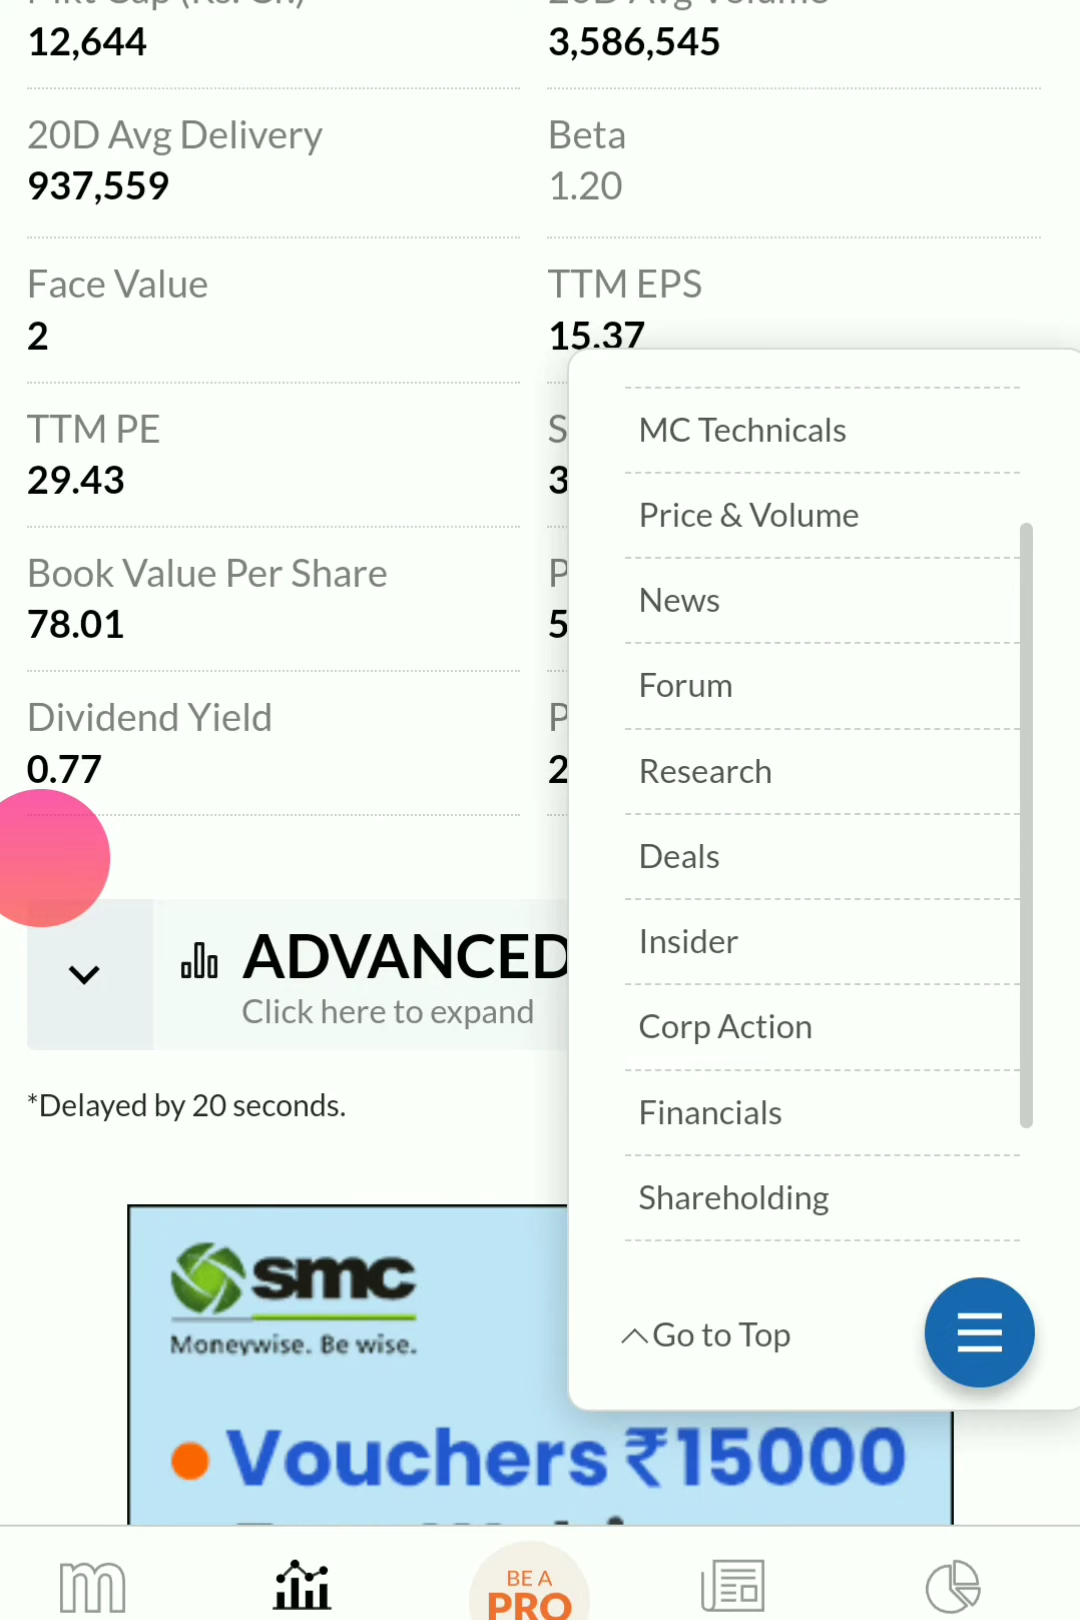 12,644
3,586,545
20D Avg Delivery
937,559
Beta
1.20
Face Value
2
TTM EPS
15.37
TTM PE
29.43
Book Value Per Share
78.01
Dividend Yield
0.77
ADVANCED
Click here to expand
*Delayed by 20 seconds.
MC Technicals
Price & Volume
News
Forum
Research
Deals
Insider
Corp Action
Financials
Shareholding
Go to Top
smc
Moneywise. Be wise.
Vouchers ₹15000
m
BE A
PRO